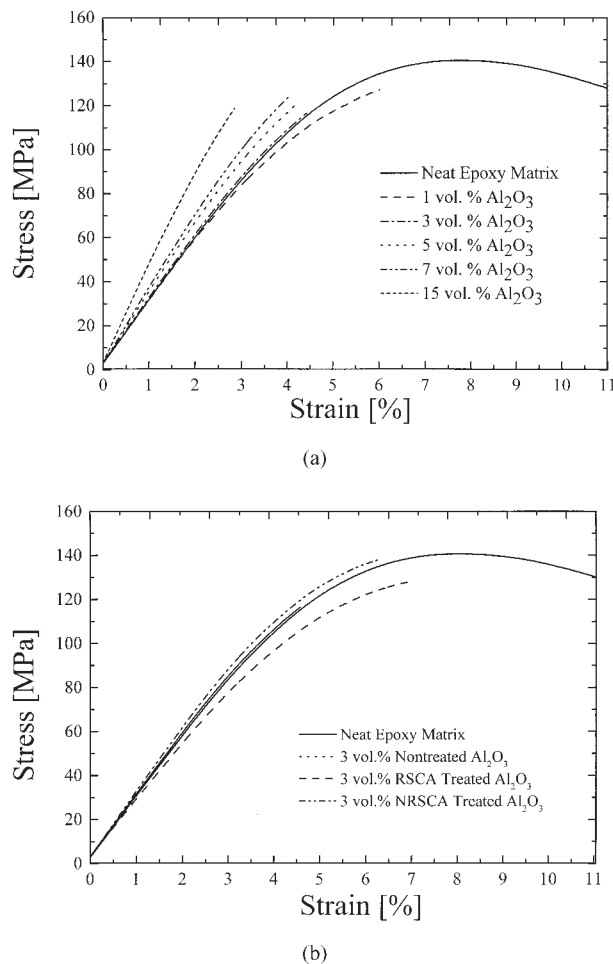 160
140
120
100
80
60
40
20
0
Stress [MPa]
Neat Epoxy Matrix
1 vol. % Al₂O₃
3 vol. % Al₂O₃
5 vol. % Al₂O₃
7 vol. % Al₂O₃
15 vol. % Al₂O₃
0 1 2 3 4 5 6 7 8 9 10 11
Strain [%]
(a)
160
140
120
100
80
60
40
20
0
Stress [MPa]
Neat Epoxy Matrix
3 vol.% Nontreated Al₂O₃
3 vol.% RSCA Treated Al₂O₃
3 vol.% NRSCA Treated Al₂O₃
0 1 2 3 4 5 6 7 8 9 10 11
Strain [%]
(b)